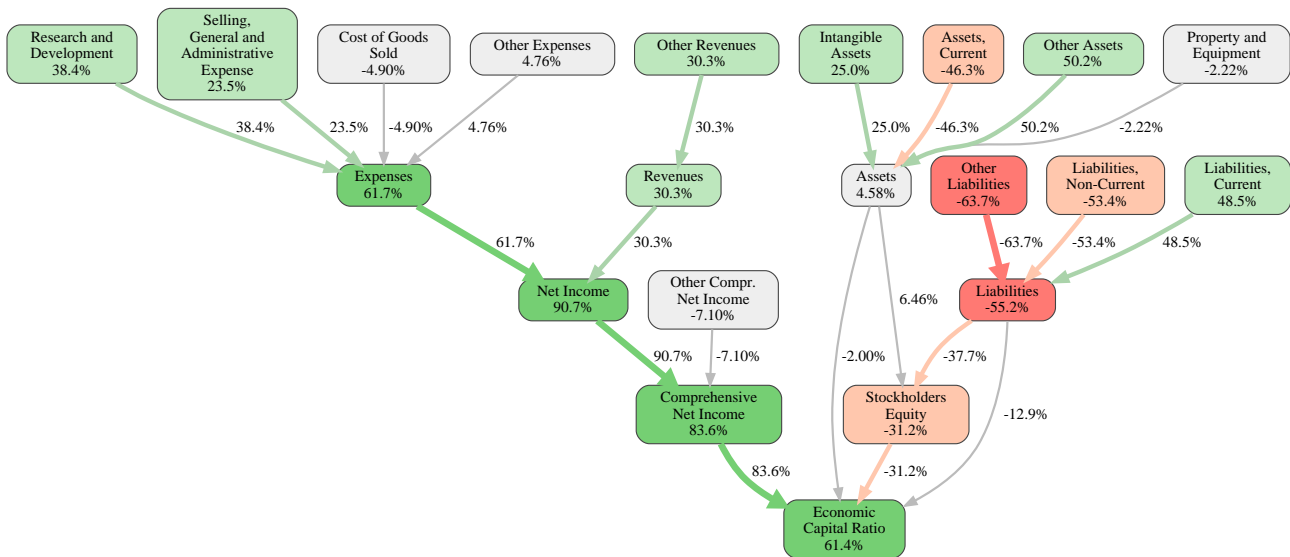 Research and
Development
38.4%
Selling,
General and
Administrative
Expense
23.5%
Cost of Goods
Sold
-4.90%
Other Expenses
4.76%
Other Revenues
30.3%
Intangible
Assets
25.0%
Assets,
Current
-46.3%
Other Assets
50.2%
Property and
Equipment
-2.22%
38.4%
23.5%
-4.90%
4.76%
30.3%
25.0%
-46.3%
50.2%
-2.22%
Expenses
61.7%
Revenues
30.3%
Assets
4.58%
Other
Liabilities
-63.7%
Liabilities,
Non-Current
-53.4%
Liabilities,
Current
48.5%
61.7%
30.3%
-63.7%
-53.4%
48.5%
Net Income
90.7%
Other Compr.
Net Income
-7.10%
6.46%
Liabilities
-55.2%
90.7%
-7.10%
-2.00%
-37.7%
Comprehensive
Net Income
83.6%
Stockholders
Equity
-31.2%
-12.9%
83.6%
-31.2%
Economic
Capital Ratio
61.4%